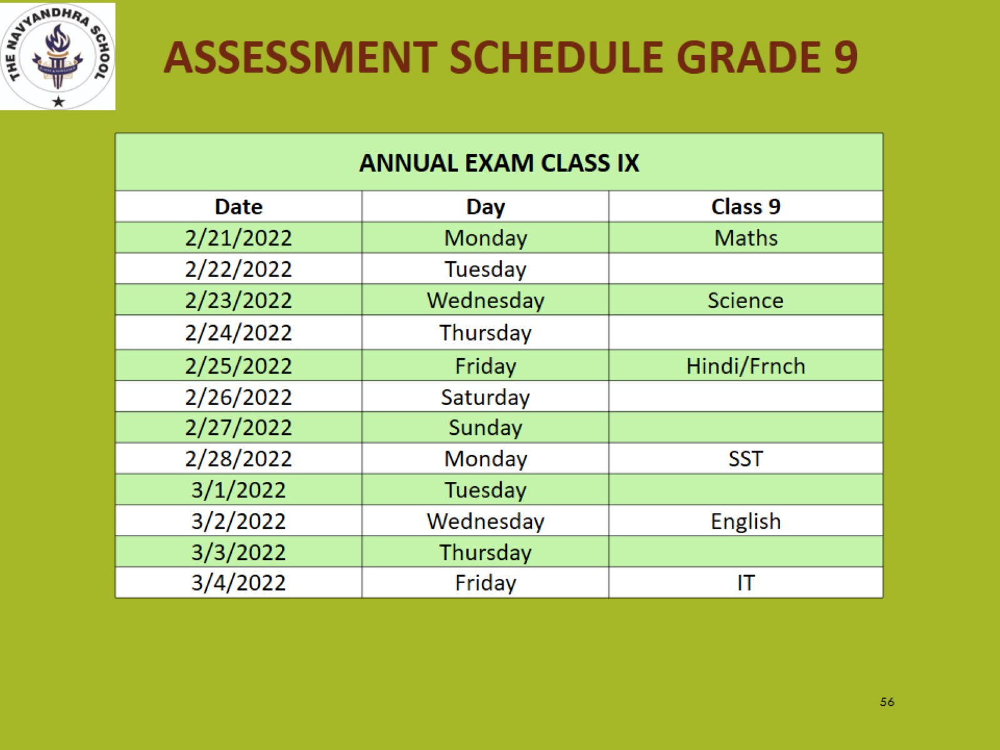 THE NAVYANDHRA SCHOOL
ASSESSMENT SCHEDULE GRADE 9
ANNUAL EXAM CLASS IX
Date Day Class 9
2/21/2022 Monday Maths
2/22/2022 Tuesday
2/23/2022 Wednesday Science
2/24/2022 Thursday
2/25/2022 Friday Hindi/Frnch
2/26/2022 Saturday
2/27/2022 Sunday
2/28/2022 Monday SST
3/1/2022 Tuesday
3/2/2022 Wednesday English
3/3/2022 Thursday
3/4/2022 Friday IT
56